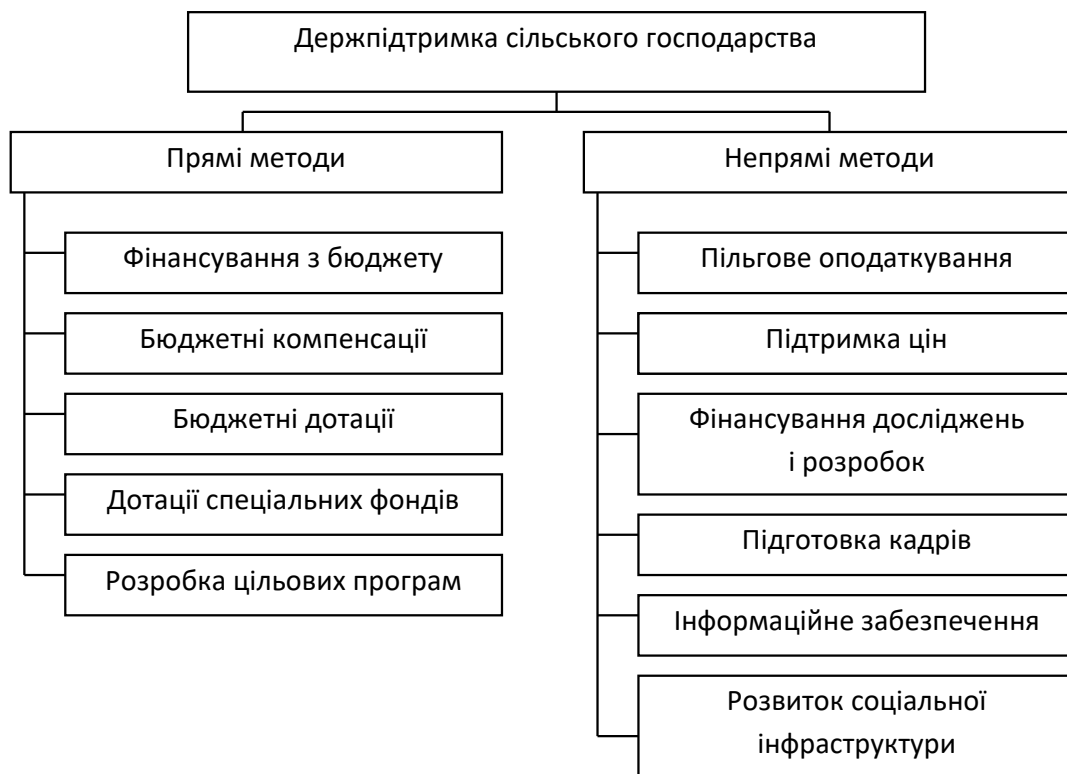 Держпідтримка сільського господарства
Прямі методи
Фінансування з бюджету
Бюджетні компенсації
Бюджетні дотації
Дотації спеціальних фондів
Розробка цільових програм
Непрямі методи
Пільгове оподаткування
Підтримка цін
Фінансування досліджень
і розробок
Підготовка кадрів
Інформаційне забезпечення
Розвиток соціальної
інфраструктури